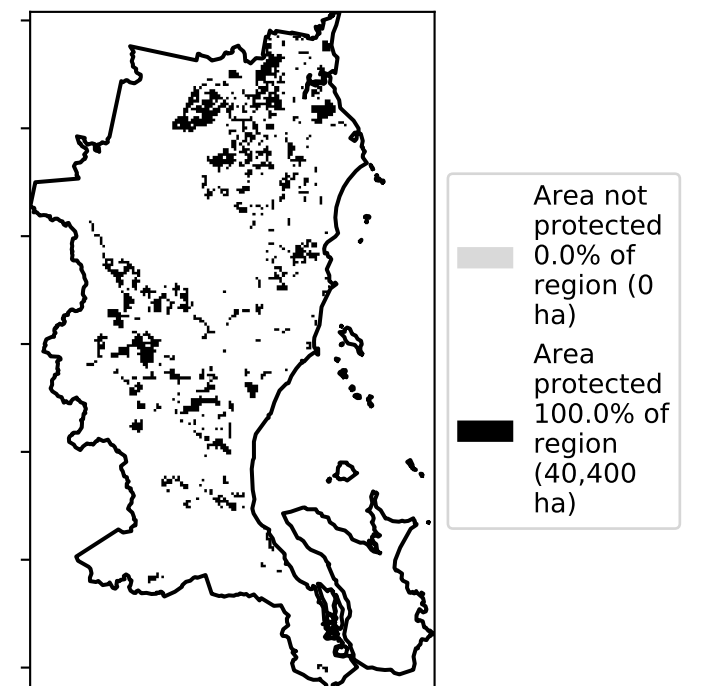 Area not
protected
0.0% of
region (0
ha)
Area
protected
100.0% of
region
(40,400
ha)